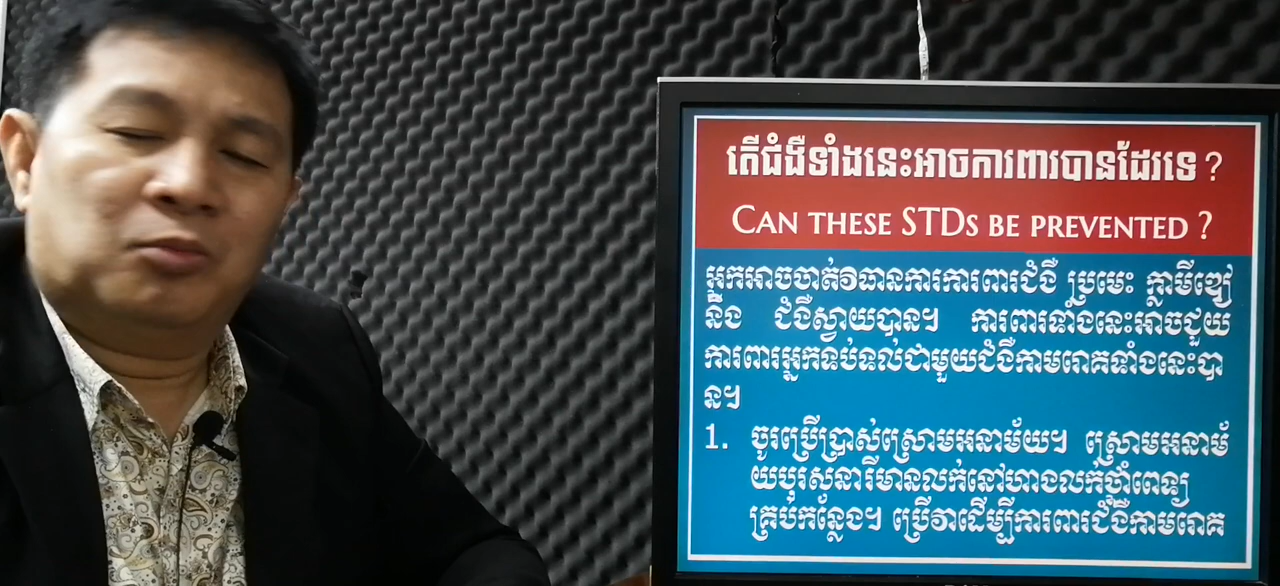 តើជំងឺទាំងនេះអាចការពារបានដែរទេ ?
CAN THESE STDS BE PREVENTED ?
អ្នកអាចចាត់វិធានការការពារជំងឺ ប្រមេះ ក្លាមីឌៀ
និង ជំងឺស្វាយបាន។ ការពារទាំងនេះអាចជួយ
ការពារអ្នកទប់ទល់ជាមួយជំងឺកាមរោគទាំងនេះបា
ន។
1. ចូរប្រើប្រាស់ស្រោមអនាម័យ។ ស្រោមអនាម័
យបុរសនារីមានលក់នៅហាងលក់ថ្នាំពេទ្យ
គ្រប់កន្លែង។ ប្រើវាដើម្បីការពារជំងឺកាមរោគ